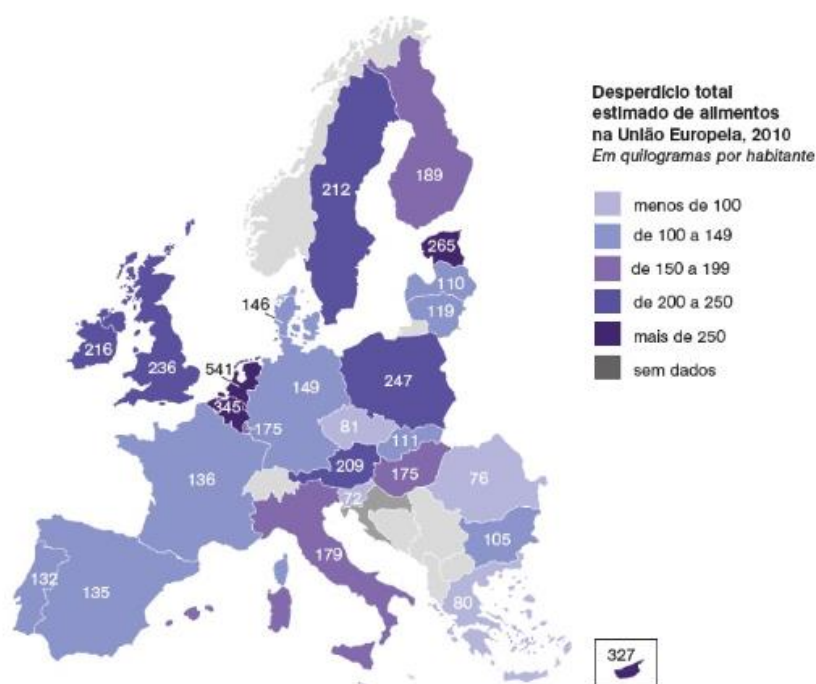 Desperdício total
estimado de alimentos
na União Europeia, 2010
Em quilogramas por habitante
menos de 100
de 100 a 149
de 150 a 199
de 200 a 250
mais de 250
sem dados
212
189
265
110
119
146
216
236
541
345
175
149
247
81
111
136
209
175
76
72
105
179
132
135
80
327